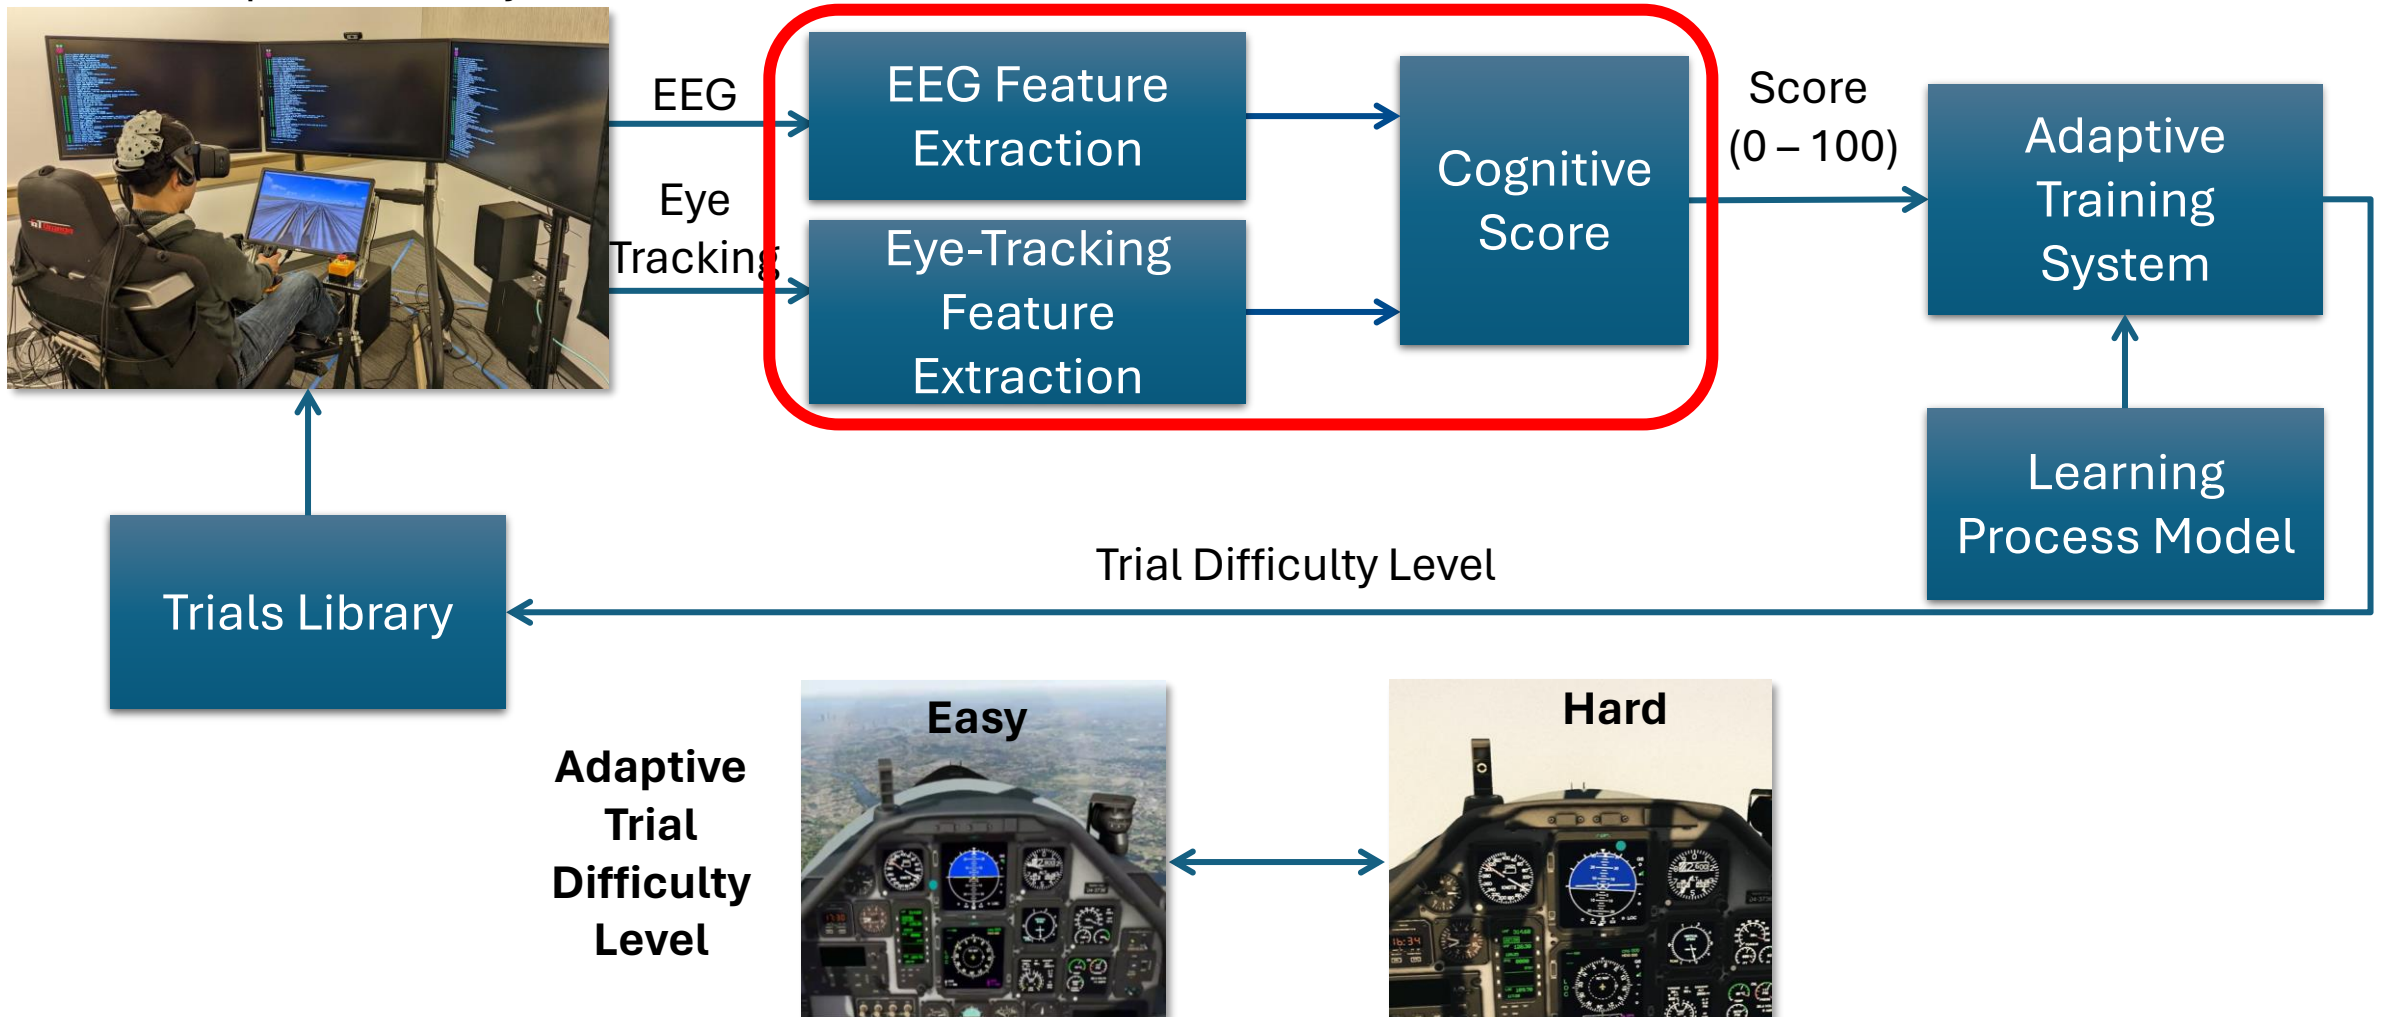 EEG
Eye
Tracking
EEG Feature
Extraction
Eye-Tracking
Feature
Extraction
Cognitive
Score
Score
(0 – 100)
Adaptive
Training
System
Learning
Process Model
Trial Difficulty Level
Trials Library
Adaptive
Trial
Difficulty
Level
Easy
Hard